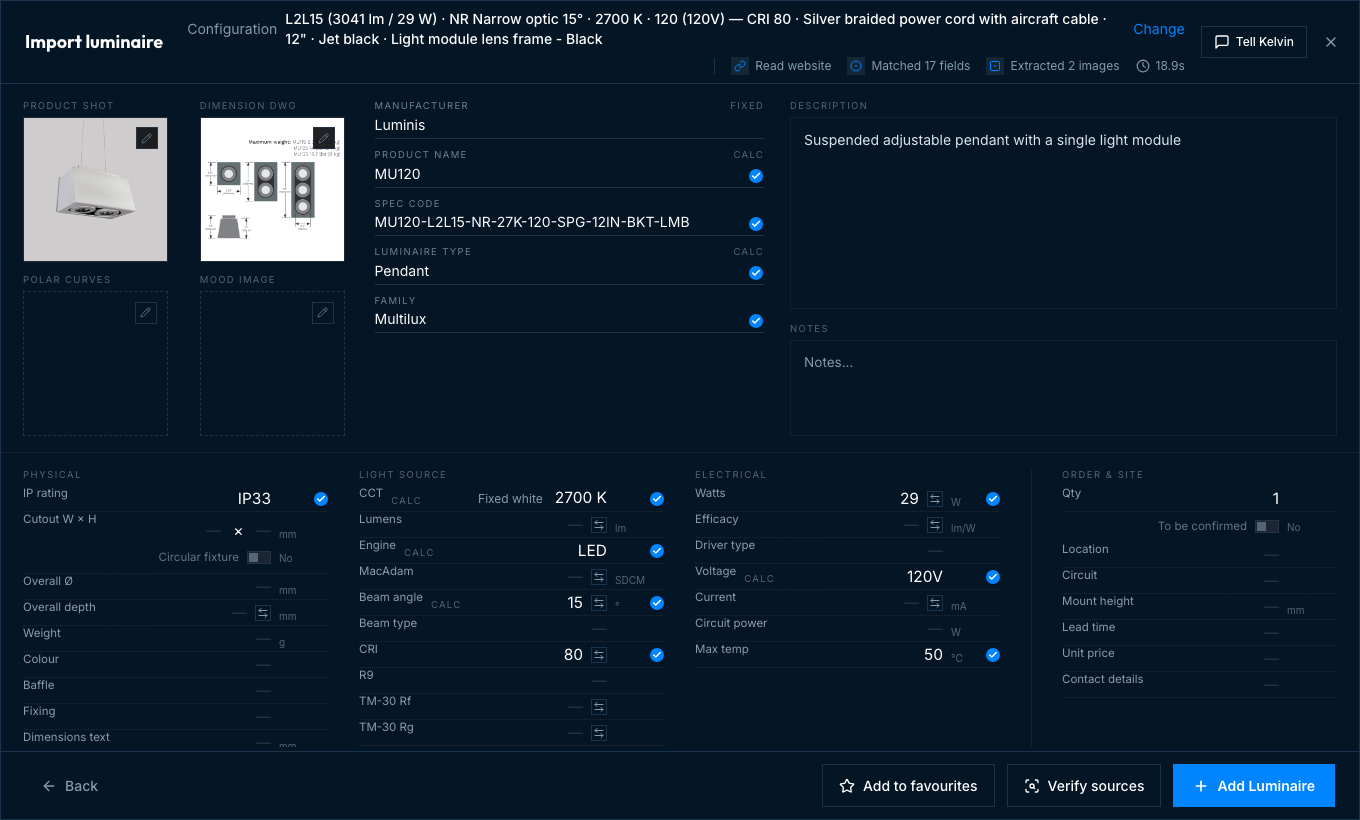 Import luminaire
Configuration
L2L15 (3041 lm / 29 W) · NR Narrow optic 15° · 2700 K · 120 (120V) — CRI 80 · Silver braided power cord with aircraft cable ·
12" · Jet black · Light module lens frame - Black
Change
Tell Kelvin
Read website
Matched 17 fields
Extracted 2 images
18.9s
PRODUCT SHOT
DIMENSION DWG
Maximum weight:
POLAR CURVES
MOOD IMAGE
MANUFACTURER FIXED
Luminis
PRODUCT NAME CALC
MU120
SPEC CODE
MU120-L2L15-NR-27K-120-SPG-12IN-BKT-LMB
LUMINAIRE TYPE CALC
Pendant
FAMILY
Multilux
DESCRIPTION
Suspended adjustable pendant with a single light module
NOTES
Notes...
PHYSICAL
IP rating IP33
Cutout W × H
— × — mm
Circular fixture No
Overall Ø — mm
Overall depth — mm
Weight — g
Colour —
Baffle —
Fixing —
Dimensions text — mm
LIGHT SOURCE
CCT CALC Fixed white 2700 K
Lumens — lm
Engine CALC LED
MacAdam — SDCM
Beam angle CALC 15 °
Beam type —
CRI 80
R9 —
TM-30 Rf —
TM-30 Rg —
ELECTRICAL
Watts 29 W
Efficacy — lm/W
Driver type —
Voltage CALC 120V
Current — mA
Circuit power — W
Max temp 50 °C
ORDER & SITE
Qty 1
To be confirmed No
Location —
Circuit —
Mount height — mm
Lead time —
Unit price —
Contact details —
Back
Add to favourites
Verify sources
Add Luminaire